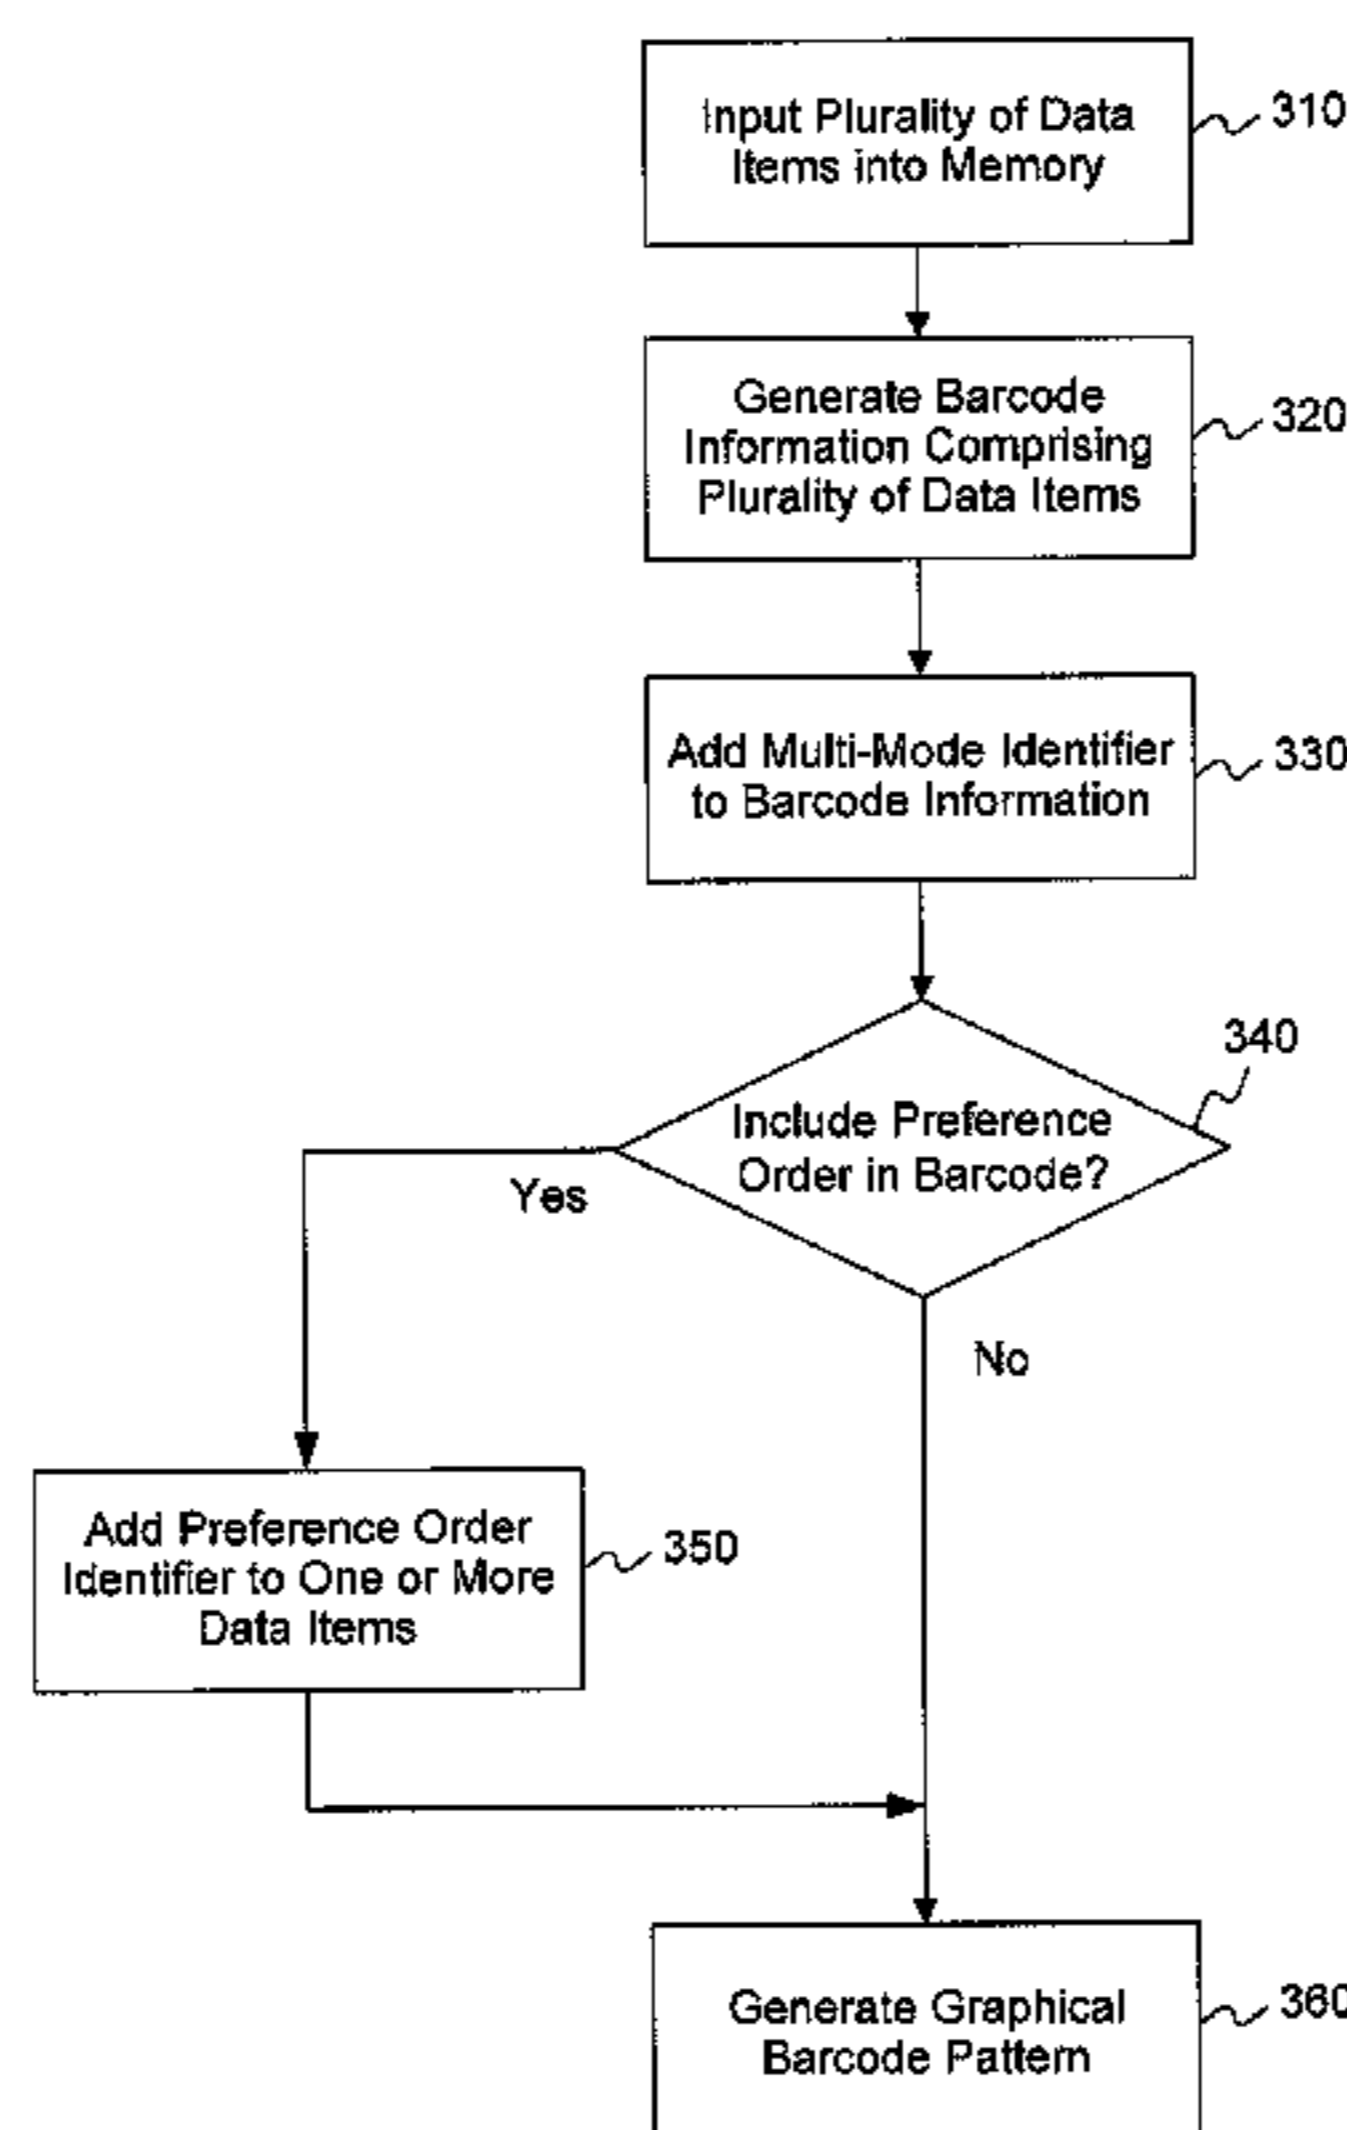 Input Plurality of Data
Items into Memory
310
Generate Barcode
Information Comprising
Plurality of Data Items
320
Add Multi-Mode Identifier
to Barcode Information
330
340
Include Preference
Order in Barcode?
Yes
No
Add Preference Order
Identifier to One or More
Data Items
350
Generate Graphical
Barcode Pattern
360